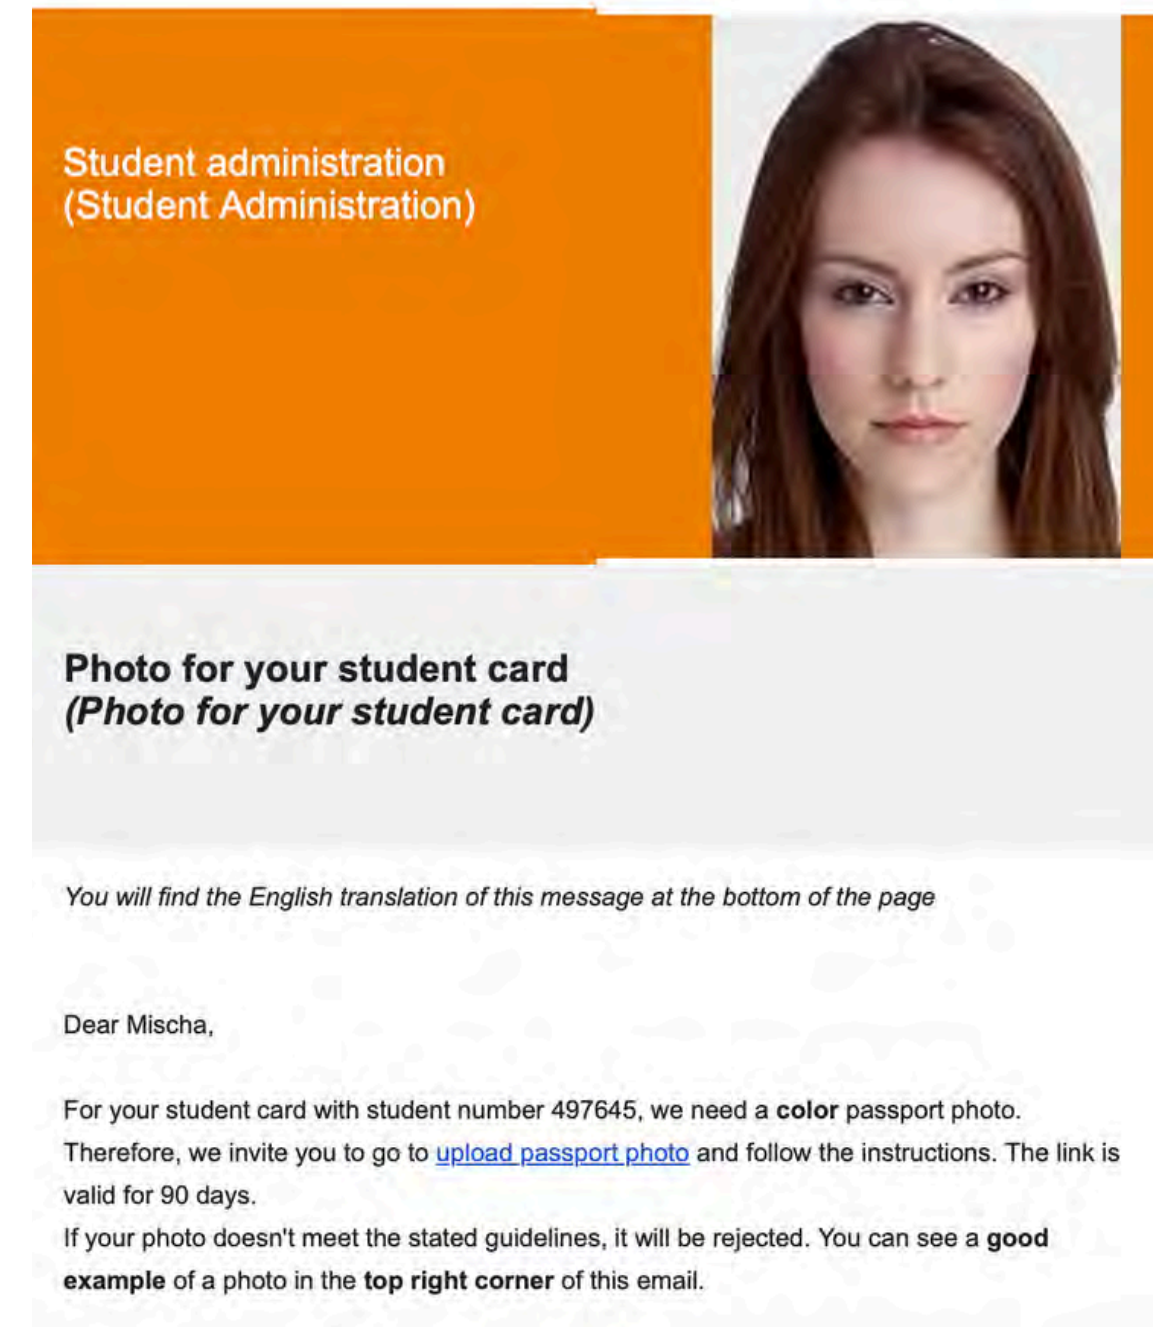 Student administration
(Student Administration)
Photo for your student card
(Photo for your student card)
You will find the English translation of this message at the bottom of the page
Dear Mischa,
For your student card with student number 497645, we need a color passport photo.
Therefore, we invite you to go to upload passport photo and follow the instructions. The link is
valid for 90 days.
If your photo doesn't meet the stated guidelines, it will be rejected. You can see a good
example of a photo in the top right corner of this email.